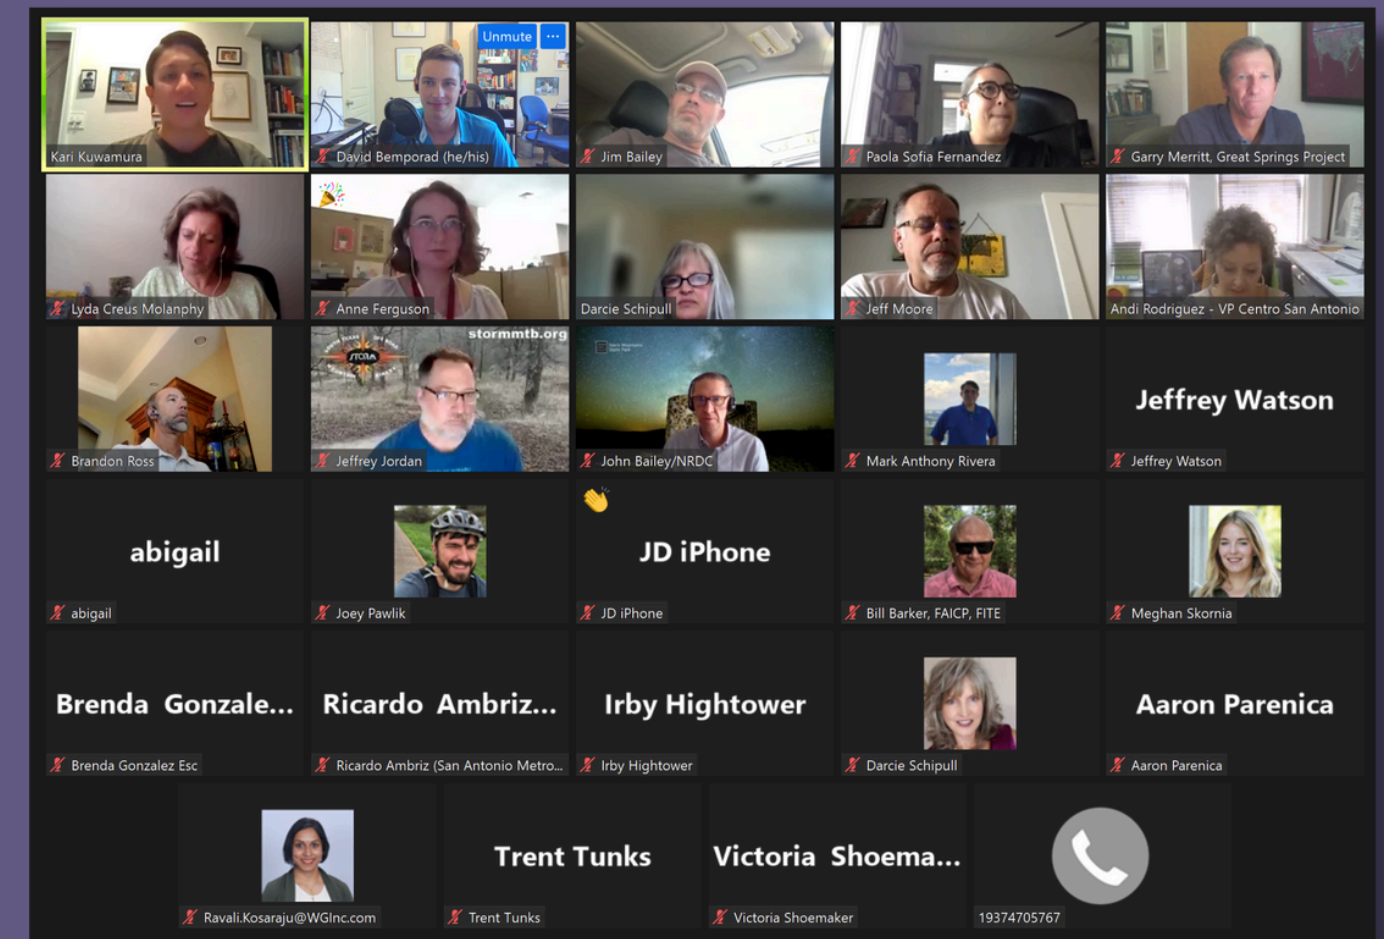 Kari Kuwamura
Unmute
David Bemporad (he/his)
Jim Bailey
Paola Sofia Fernandez
Garry Merritt, Great Springs Project
Lyda Creus Molanphy
Anne Ferguson
Darcie Schipull
Jeff Moore
Andi Rodriguez - VP Centro San Antonio
Brandon Ross
stormmtb.org
STORM
Jeffrey Jordan
John Bailey/NRDC
Mark Anthony Rivera
Jeffrey Watson
Jeffrey Watson
abigail
abigail
Joey Pawlik
JD iPhone
JD iPhone
Bill Barker, FAICP, FITE
Meghan Skornia
Brenda Gonzale...
Brenda Gonzalez Esc
Ricardo Ambriz...
Ricardo Ambriz (San Antonio Metro...
Irby Hightower
Irby Hightower
Darcie Schipull
Aaron Parenica
Aaron Parenica
Ravali.Kosaraju@WGInc.com
Trent Tunks
Trent Tunks
Victoria Shoema...
Victoria Shoemaker
19374705767